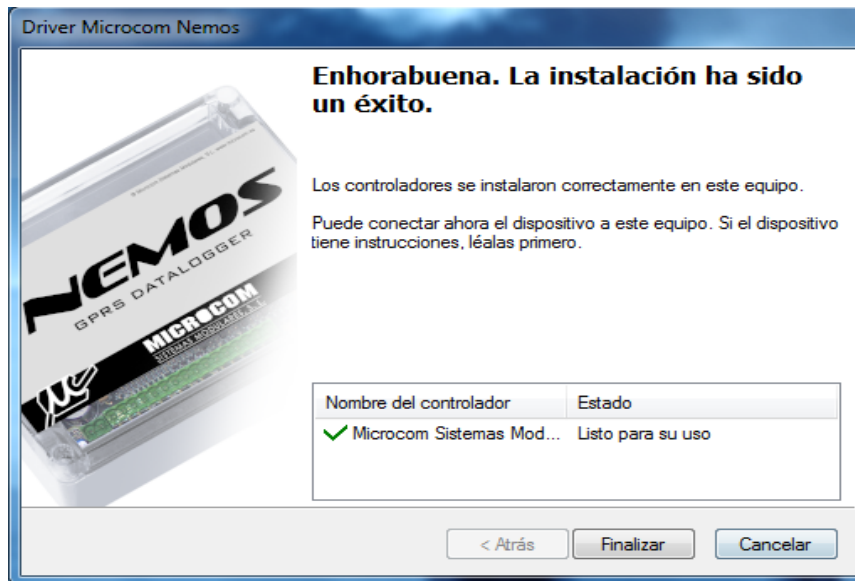 Driver Microcom Nemos
Enhorabuena. La instalación ha sido
un éxito.
Los controladores se instalaron correctamente en este equipo.
Puede conectar ahora el dispositivo a este equipo. Si el dispositivo
tiene instrucciones, léalas primero.
NEMOS
GPRS DATALOGGER
MICROCOM
SISTEMAS MODULARES, S.L.
Nombre del controlador Estado
Microcom Sistemas Mod... Listo para su uso
< Atrás Finalizar Cancelar